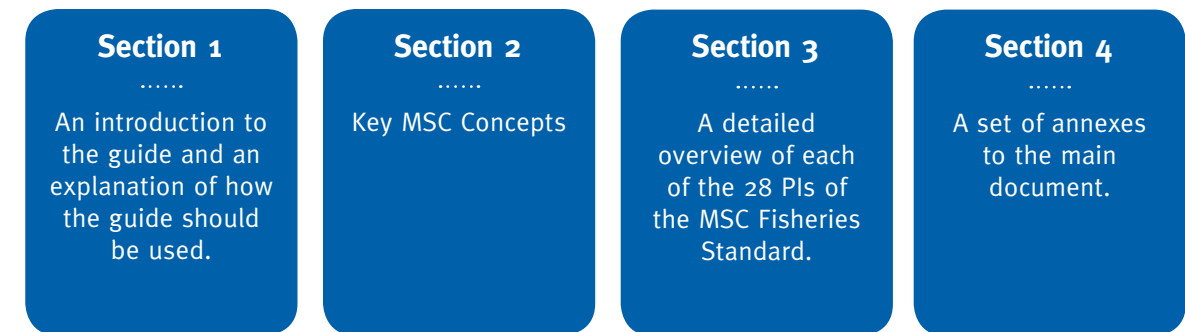 Section 1
......
An introduction to
the guide and an
explanation of how
the guide should
be used.
Section 2
......
Key MSC Concepts
Section 3
......
A detailed
overview of each
of the 28 PIs of
the MSC Fisheries
Standard.
Section 4
......
A set of annexes
to the main
document.